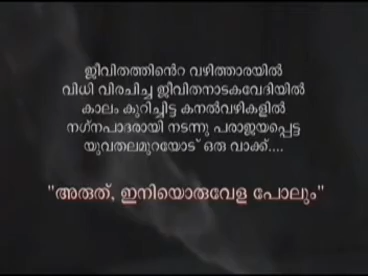 ജീവിതത്തിൻെറ വഴിത്താരയിൽ
വിധി വിരചിച്ച ജീവിതനാടകവേദിയിൽ
കാലം കുറിച്ചിട്ട കനൽവഴികളിൽ
നഗ്നപാദരായി നടന്നു പരാജയപ്പെട്ട
യുവതലമുറയോട് ഒരു വാക്ക്....
"അരുത്, ഇനിയൊരുവേള പോലും"